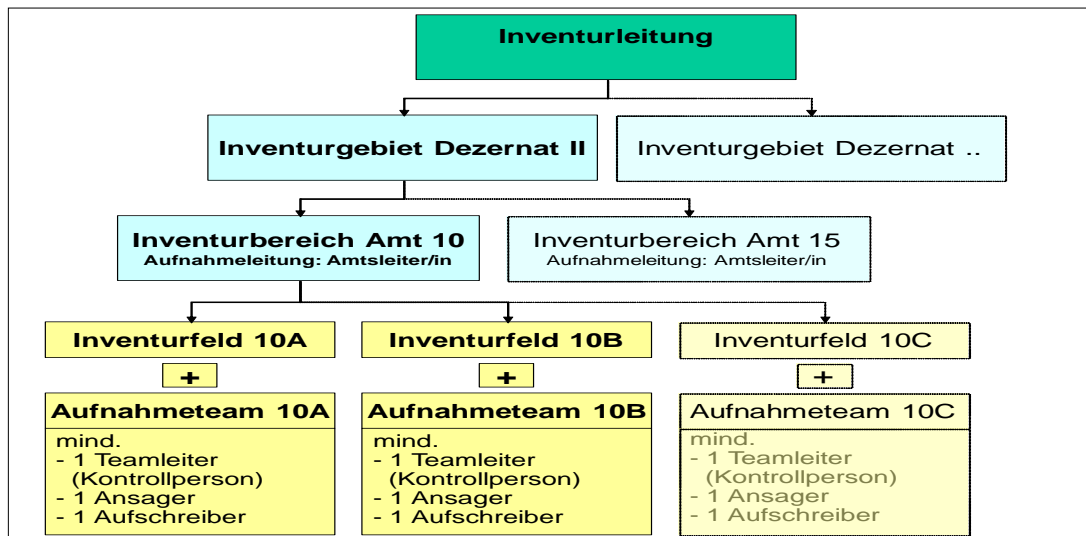 Inventurleitung
Inventurgebiet Dezernat II
Inventurgebiet Dezernat ..
Inventurbereich Amt 10
Aufnahmeleitung: Amtsleiter/in
Inventurbereich Amt 15
Aufnahmeleitung: Amtsleiter/in
Inventurfeld 10A
Inventurfeld 10B
Inventurfeld 10C
+
+
+
Aufnahmeteam 10A
mind.
- 1 Teamleiter
(Kontrollperson)
- 1 Ansager
- 1 Aufschreiber
Aufnahmeteam 10B
mind.
- 1 Teamleiter
(Kontrollperson)
- 1 Ansager
- 1 Aufschreiber
Aufnahmeteam 10C
mind.
- 1 Teamleiter
(Kontrollperson)
- 1 Ansager
- 1 Aufschreiber